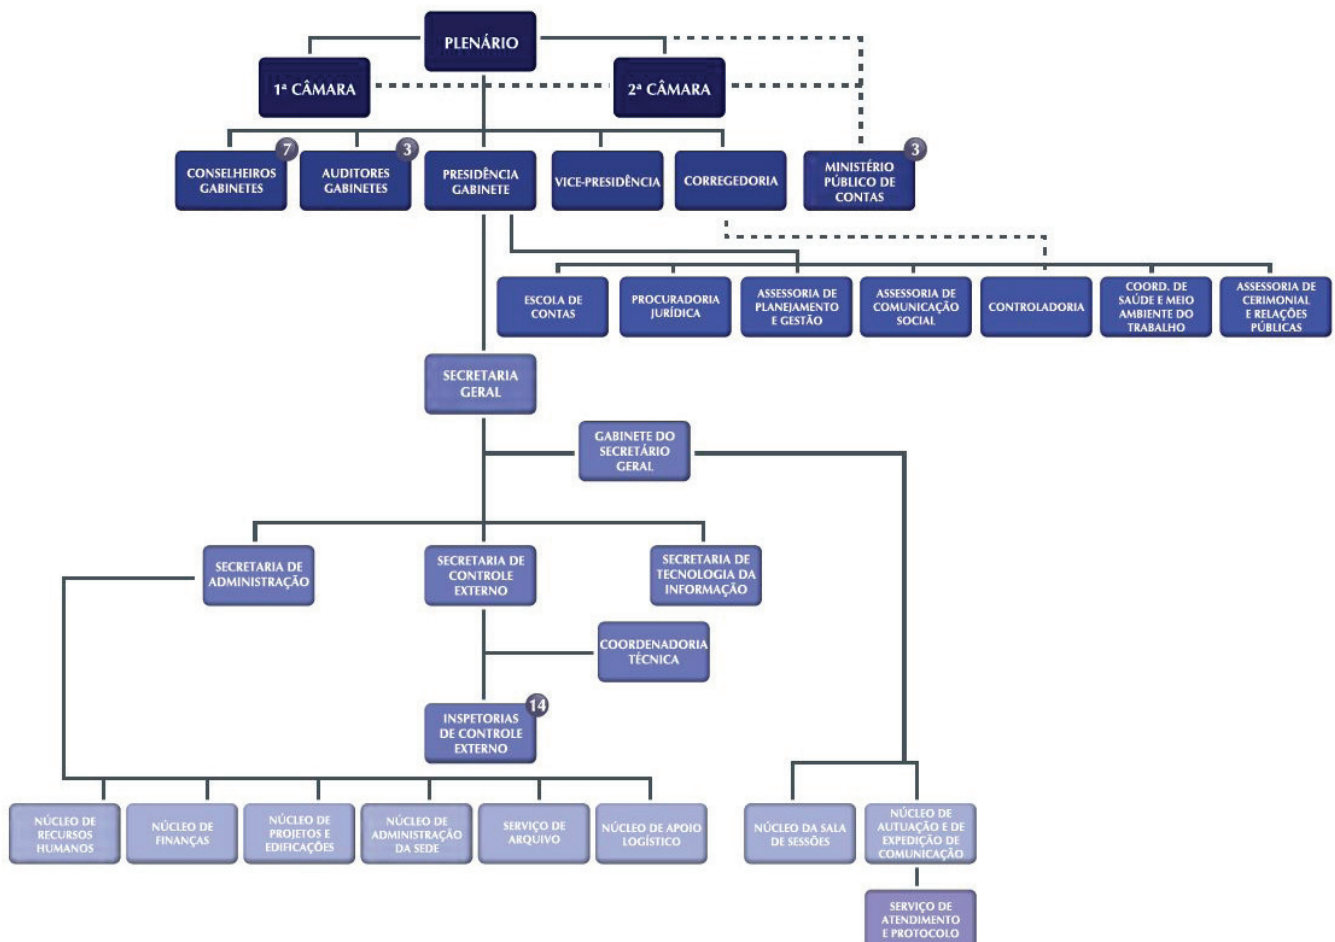 PLENÁRIO
1ª CÂMARA
2ª CÂMARA
7
CONSELHEIROS
GABINETES
3
AUDITORES
GABINETES
PRESIDÊNCIA
GABINETE
VICE-PRESIDÊNCIA
CORREGEDORIA
3
MINISTÉRIO
PÚBLICO DE
CONTAS
ESCOLA DE
CONTAS
PROCURADORIA
JURÍDICA
ASSESSORIA DE
PLANEJAMENTO
E GESTÃO
ASSESSORIA DE
COMUNICAÇÃO
SOCIAL
CONTROLADORIA
COORD. DE
SAÚDE E MEIO
AMBIENTE DO
TRABALHO
ASSESSORIA DE
CERIMONIAL
E RELAÇÕES
PÚBLICAS
SECRETARIA
GERAL
GABINETE DO
SECRETÁRIO
GERAL
SECRETARIA DE
ADMINISTRAÇÃO
SECRETARIA DE
CONTROLE
EXTERNO
SECRETARIA DE
TECNOLOGIA DA
INFORMAÇÃO
COORDENADORIA
TÉCNICA
14
INSPETORIAS
DE CONTROLE
EXTERNO
NÚCLEO DE
RECURSOS
HUMANOS
NÚCLEO DE
FINANÇAS
NÚCLEO DE
PROJETOS E
EDIFICAÇÕES
NÚCLEO DE
ADMINISTRAÇÃO
DA SEDE
SERVIÇO DE
ARQUIVO
NÚCLEO DE APOIO
LOGÍSTICO
NÚCLEO DA SALA
DE SESSÕES
NÚCLEO DE
AUTUAÇÃO E DE
EXPEDIÇÃO DE
COMUNICAÇÃO
SERVIÇO DE
ATENDIMENTO
E PROTOCOLO